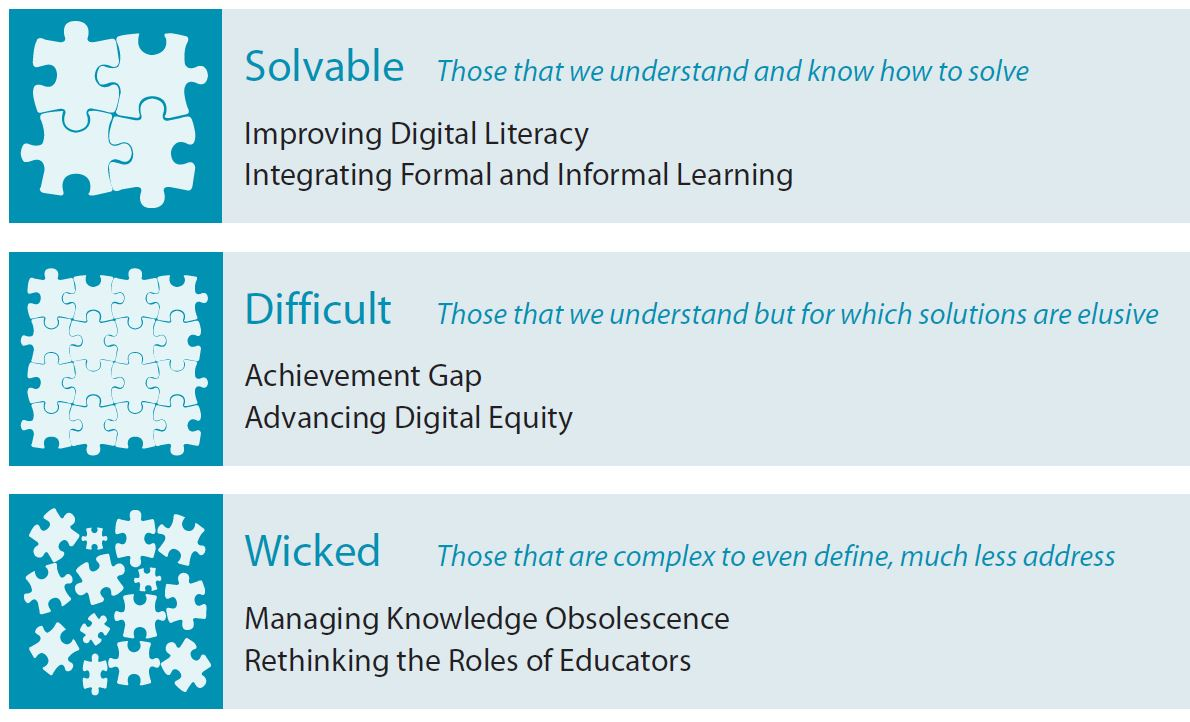 Solvable Those that we understand and know how to solve
Improving Digital Literacy
Integrating Formal and Informal Learning
Difficult Those that we understand but for which solutions are elusive
Achievement Gap
Advancing Digital Equity
Wicked Those that are complex to even define, much less address
Managing Knowledge Obsolescence
Rethinking the Roles of Educators